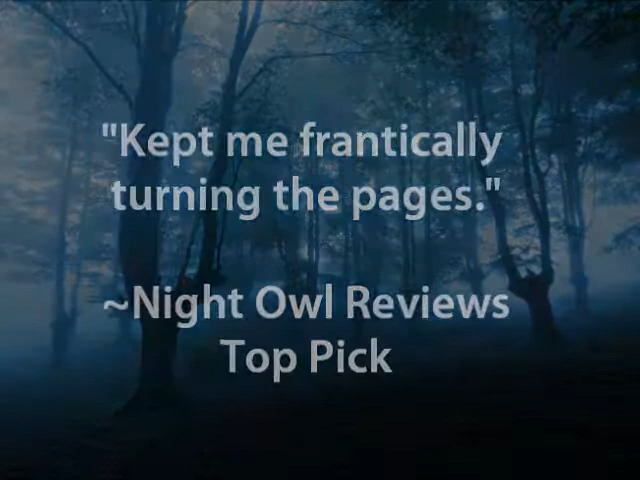 "Kept me frantically
turning the pages."
~Night Owl Reviews
Top Pick